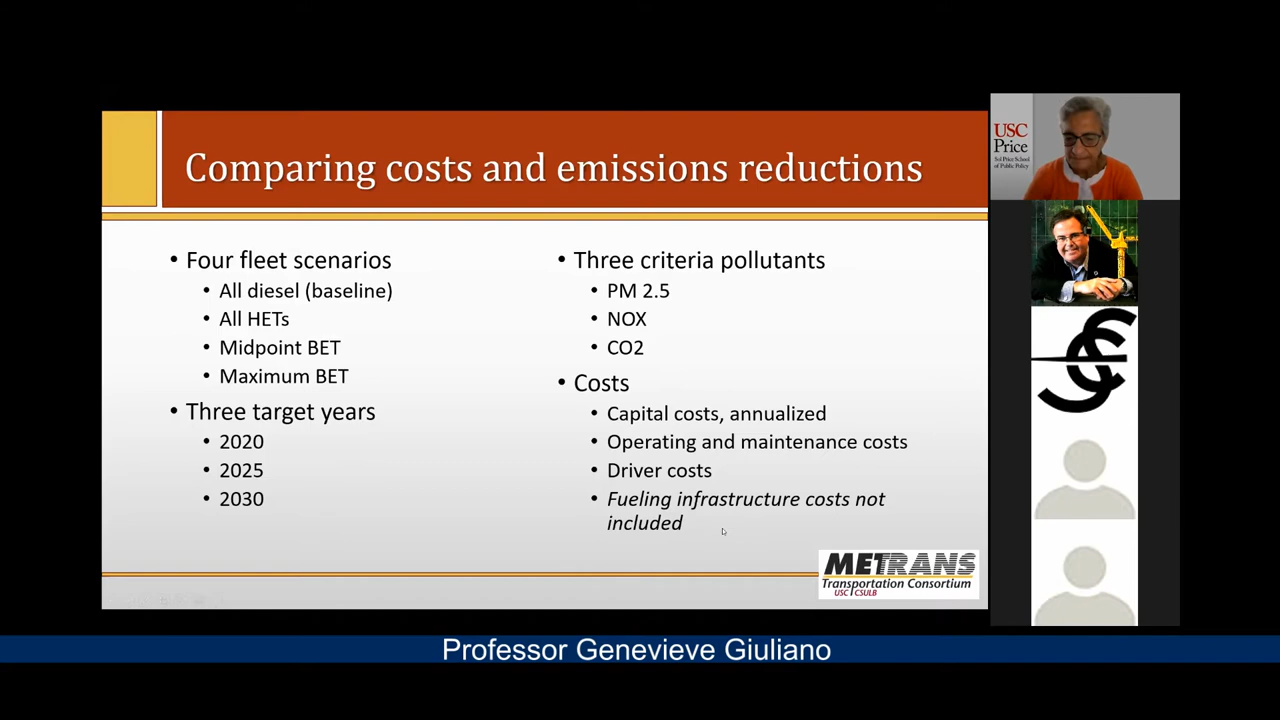 Comparing costs and emissions reductions
• Four fleet scenarios
• All diesel (baseline)
• All HETs
• Midpoint BET
• Maximum BET
• Three target years
• 2020
• 2025
• 2030
• Three criteria pollutants
• PM 2.5
• NOX
• CO2
• Costs
• Capital costs, annualized
• Operating and maintenance costs
• Driver costs
• Fueling infrastructure costs not
included
METRANS
Transportation Consortium
USC CSULB
USC
Price
Sol Price School
of Public Policy
Professor Genevieve Giuliano